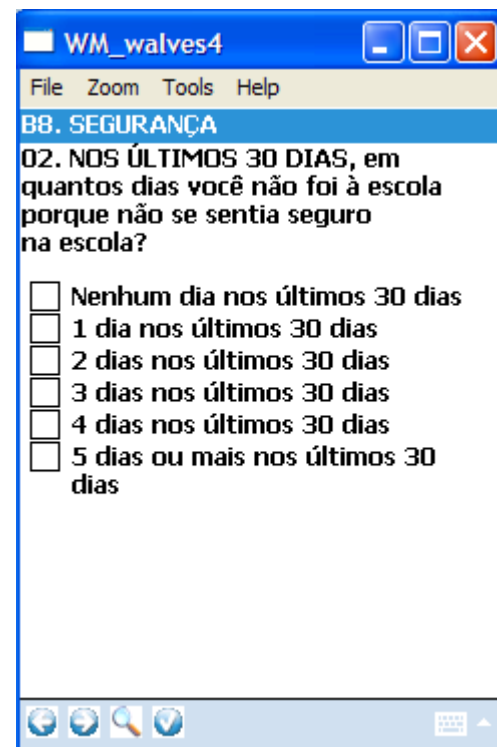 WM_walves4
File Zoom Tools Help
B8. SEGURANÇA
02. NOS ÚLTIMOS 30 DIAS, em
quantos dias você não foi à escola
porque não se sentia seguro
na escola?
Nenhum dia nos últimos 30 dias
1 dia nos últimos 30 dias
2 dias nos últimos 30 dias
3 dias nos últimos 30 dias
4 dias nos últimos 30 dias
5 dias ou mais nos últimos 30
dias